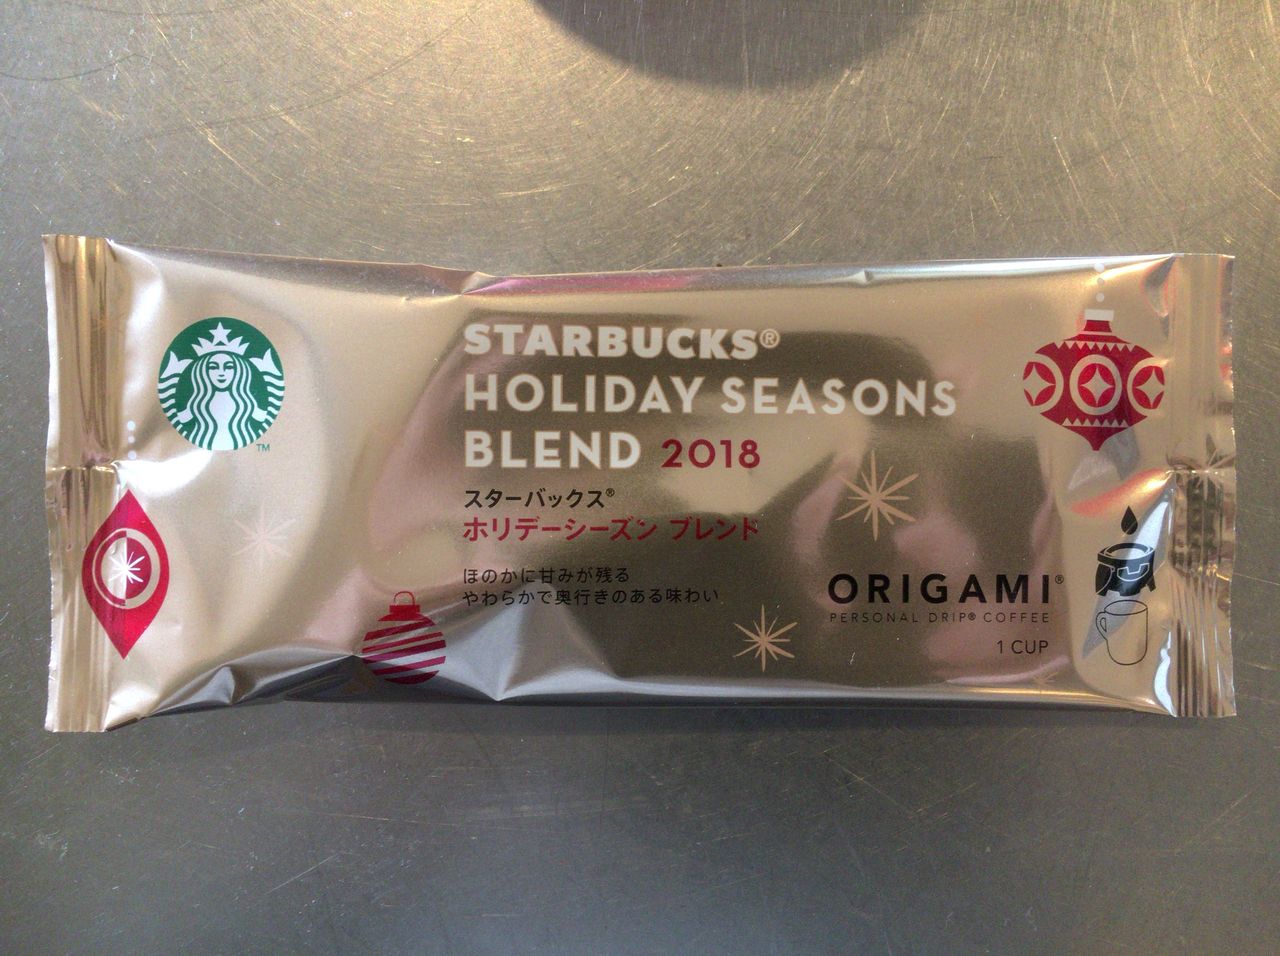 STARBUCKS®
HOLIDAY SEASONS
BLEND 2018
スターバックス®
ホリデーシーズン ブレンド
ほのかに甘みが残る
やわらかで奥行きのある味わい
TM
ORIGAMI®
PERSONAL DRIP® COFFEE
1 CUP